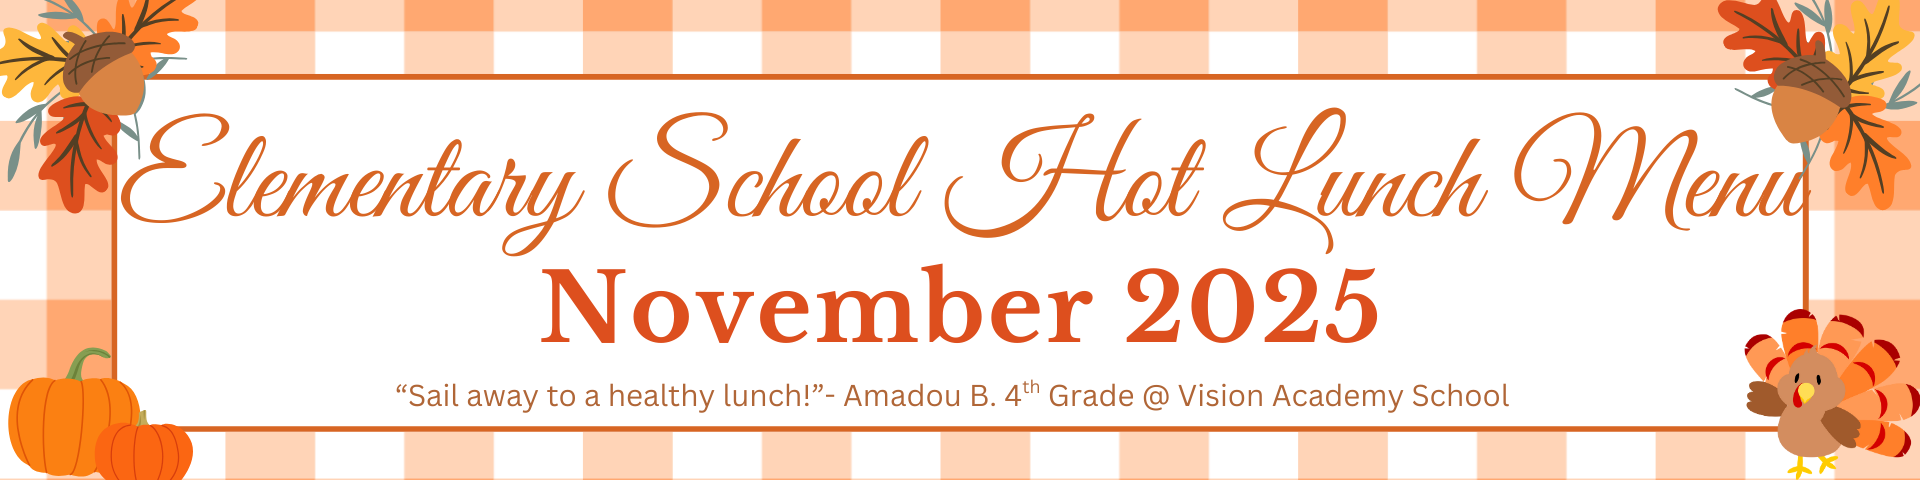 Elementary School Hot Lunch Menu
November 2025
“Sail away to a healthy lunch!”- Amadou B. 4th Grade @ Vision Academy School